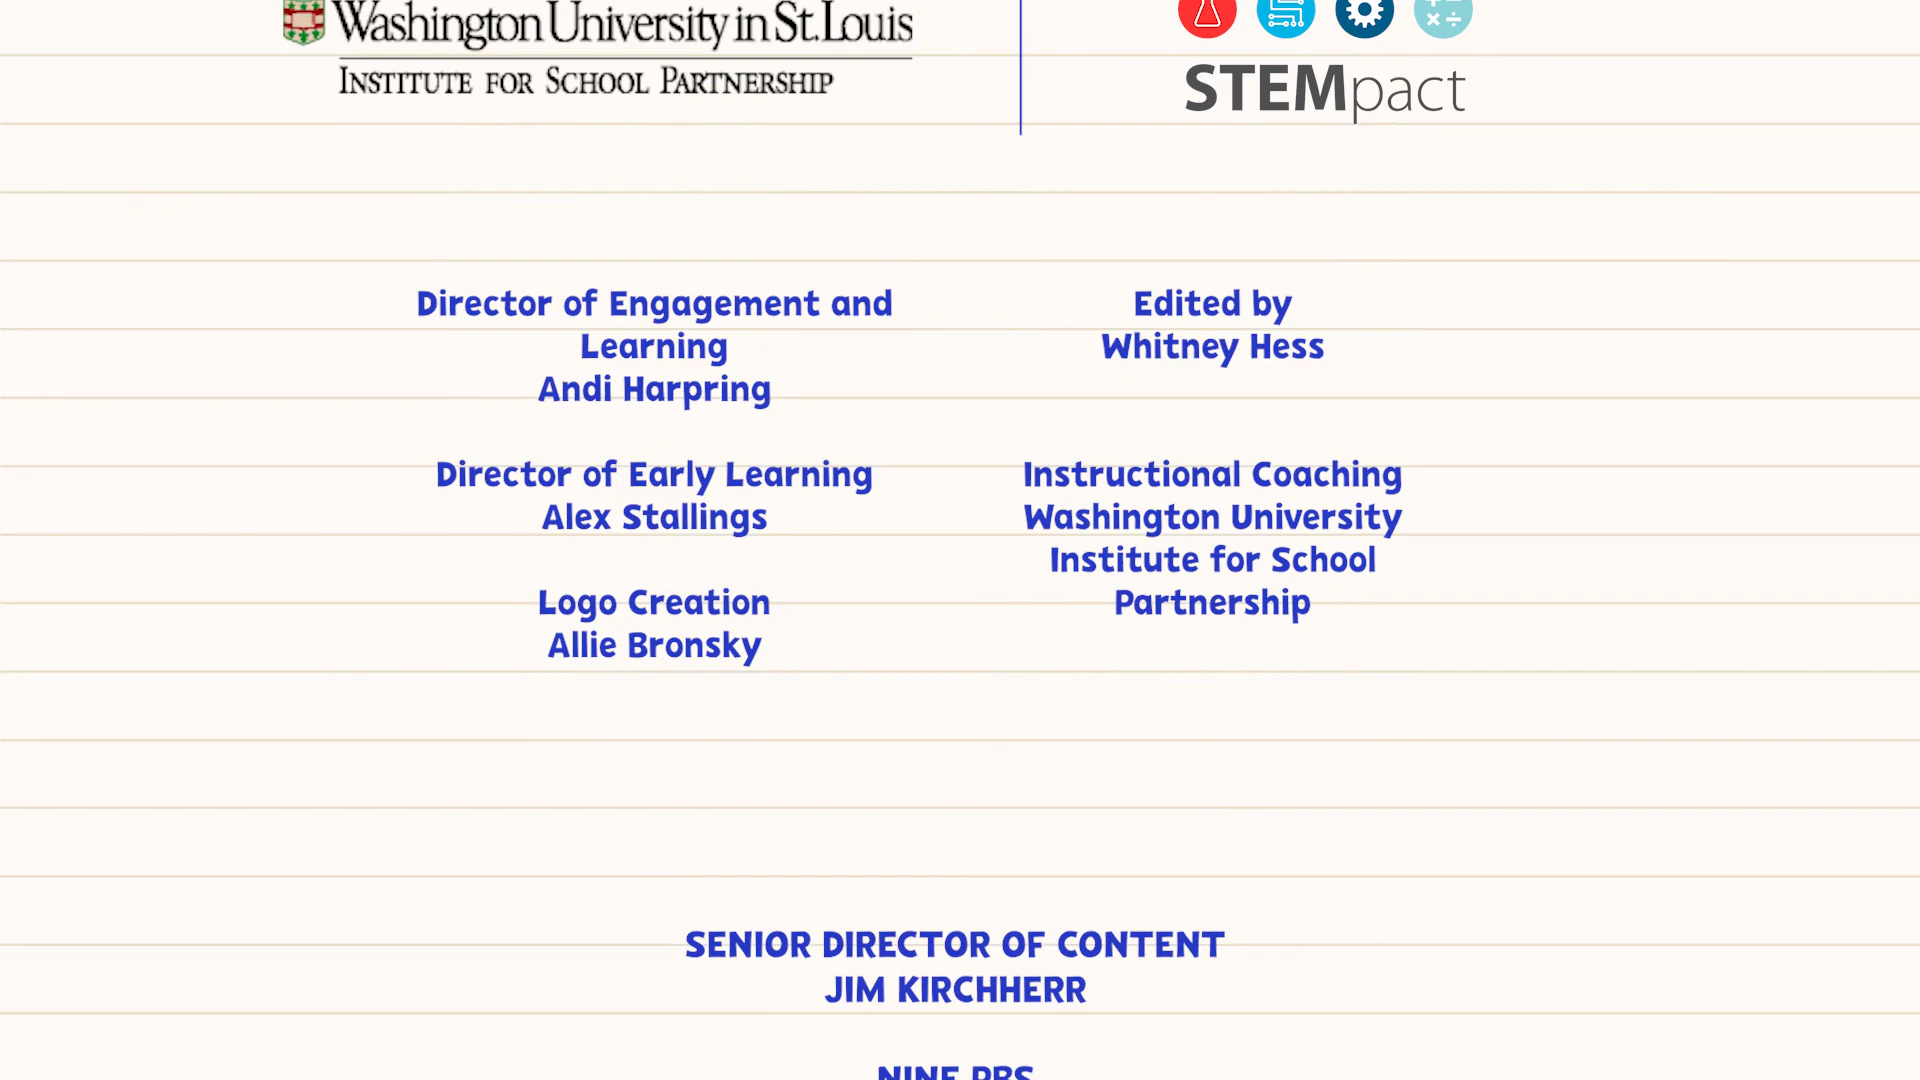 Washington University in St. Louis
INSTITUTE FOR SCHOOL PARTNERSHIP
STEMpact
Director of Engagement and
Learning
Andi Harpring
Director of Early Learning
Alex Stallings
Logo Creation
Allie Bronsky
Edited by
Whitney Hess
Instructional Coaching
Washington University
Institute for School
Partnership
SENIOR DIRECTOR OF CONTENT
JIM KIRCHHERR
NINE PBS